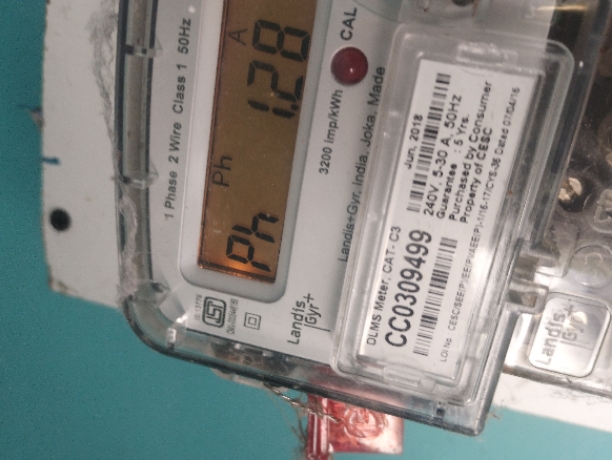 1 Phase 2 Wire Class 1 50Hz
A
Ph
Ph 1.28
CAL
3200 imp/kWh
Landis+Gyr, India, Joka, Made
Landis
Gyr+
Jun, 2018
240V, 5-30 A, 50Hz
Guarantee : 5 Yrs.
Purchased by Consumer
Property of CESC
DLMS Meter, CAT- C3
CC0309499
Landis
Gyr+